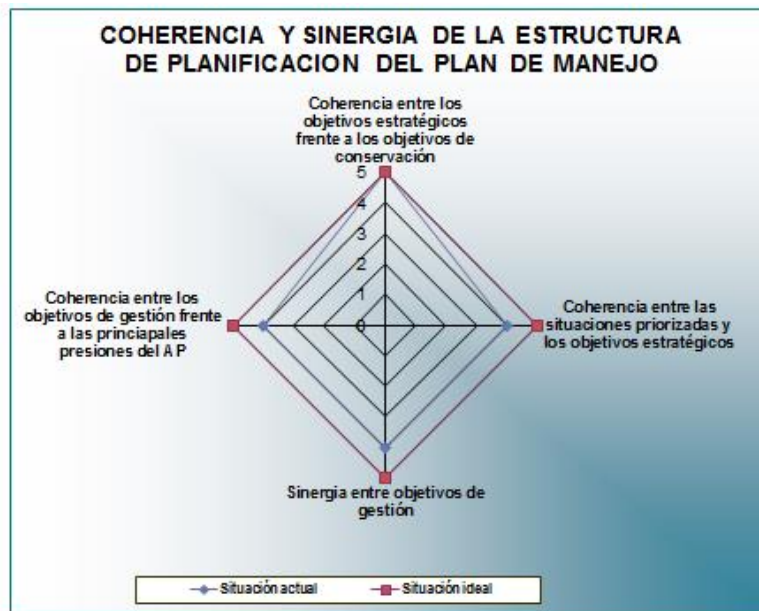 COHERENCIA Y SINERGIA DE LA ESTRUCTURA
DE PLANIFICACION DEL PLAN DE MANEJO
Coherencia entre los
objetivos estratégicos
frente a los objetivos de
conservación
5
4
3
2
1
0
Coherencia entre los
objetivos de gestión frente
a las princiapales
presiones del AP
Coherencia entre las
situaciones priorizadas y
los objetivos estratégicos
Sinergia entre objetivos de
gestión
Situación actual
Situación ideal